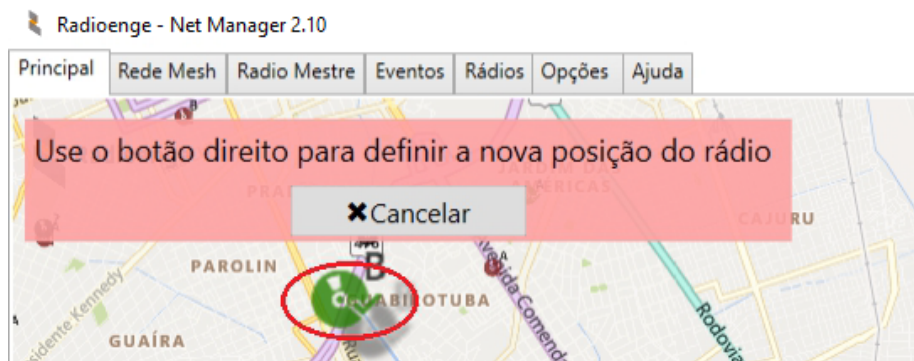 Radioenge - Net Manager 2.10
Principal Rede Mesh Radio Mestre Eventos Rádios Opções Ajuda
Use o botão direito para definir a nova posição do rádio
✖Cancelar
CAJURU
B
PAROLIN
GUAÍRA
A
Rodovia